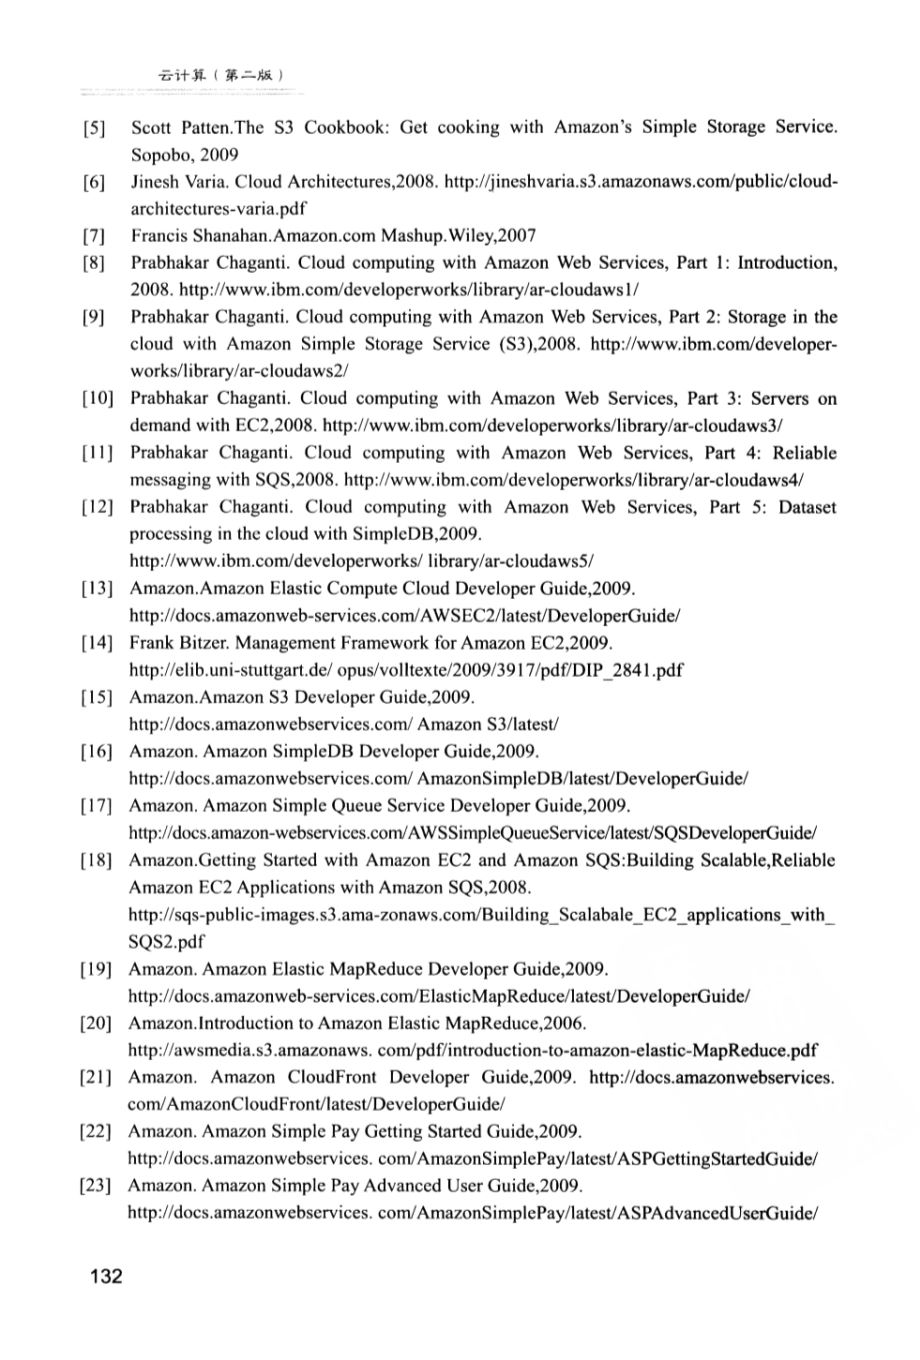 云计算（第二版）
[5] Scott Patten.The S3 Cookbook: Get cooking with Amazon's Simple Storage Service.
Sopobo, 2009
[6] Jinesh Varia. Cloud Architectures,2008. http://jineshvaria.s3.amazonaws.com/public/cloud-
architectures-varia.pdf
[7] Francis Shanahan.Amazon.com Mashup.Wiley,2007
[8] Prabhakar Chaganti. Cloud computing with Amazon Web Services, Part 1: Introduction,
2008. http://www.ibm.com/developerworks/library/ar-cloudaws1/
[9] Prabhakar Chaganti. Cloud computing with Amazon Web Services, Part 2: Storage in the
cloud with Amazon Simple Storage Service (S3),2008. http://www.ibm.com/developer-
works/library/ar-cloudaws2/
[10] Prabhakar Chaganti. Cloud computing with Amazon Web Services, Part 3: Servers on
demand with EC2,2008. http://www.ibm.com/developerworks/library/ar-cloudaws3/
[11] Prabhakar Chaganti. Cloud computing with Amazon Web Services, Part 4: Reliable
messaging with SQS,2008. http://www.ibm.com/developerworks/library/ar-cloudaws4/
[12] Prabhakar Chaganti. Cloud computing with Amazon Web Services, Part 5: Dataset
processing in the cloud with SimpleDB,2009.
http://www.ibm.com/developerworks/ library/ar-cloudaws5/
[13] Amazon.Amazon Elastic Compute Cloud Developer Guide,2009.
http://docs.amazonweb-services.com/AWSEC2/latest/DeveloperGuide/
[14] Frank Bitzer. Management Framework for Amazon EC2,2009.
http://elib.uni-stuttgart.de/ opus/volltexte/2009/3917/pdf/DIP_2841.pdf
[15] Amazon.Amazon S3 Developer Guide,2009.
http://docs.amazonwebservices.com/ Amazon S3/latest/
[16] Amazon. Amazon SimpleDB Developer Guide,2009.
http://docs.amazonwebservices.com/ AmazonSimpleDB/latest/DeveloperGuide/
[17] Amazon. Amazon Simple Queue Service Developer Guide,2009.
http://docs.amazon-webservices.com/AWSSimpleQueueService/latest/SQSDeveloperGuide/
[18] Amazon.Getting Started with Amazon EC2 and Amazon SQS:Building Scalable,Reliable
Amazon EC2 Applications with Amazon SQS,2008.
http://sqs-public-images.s3.ama-zonaws.com/Building_Scalabale_EC2_applications_with_
SQS2.pdf
[19] Amazon. Amazon Elastic MapReduce Developer Guide,2009.
http://docs.amazonweb-services.com/ElasticMapReduce/latest/DeveloperGuide/
[20] Amazon.Introduction to Amazon Elastic MapReduce,2006.
http://awsmedia.s3.amazonaws. com/pdf/introduction-to-amazon-elastic-MapReduce.pdf
[21] Amazon. Amazon CloudFront Developer Guide,2009. http://docs.amazonwebservices.
com/AmazonCloudFront/latest/DeveloperGuide/
[22] Amazon. Amazon Simple Pay Getting Started Guide,2009.
http://docs.amazonwebservices. com/AmazonSimplePay/latest/ASPGettingStartedGuide/
[23] Amazon. Amazon Simple Pay Advanced User Guide,2009.
http://docs.amazonwebservices. com/AmazonSimplePay/latest/ASPAdvancedUserGuide/
132